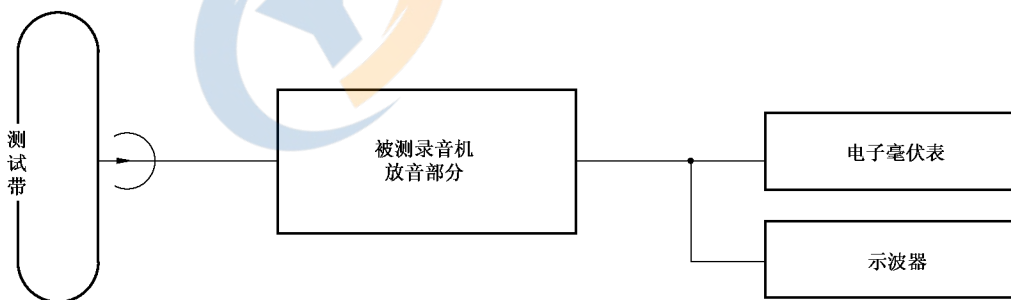 测试带
被测录音机
放音部分
电子毫伏表
示波器